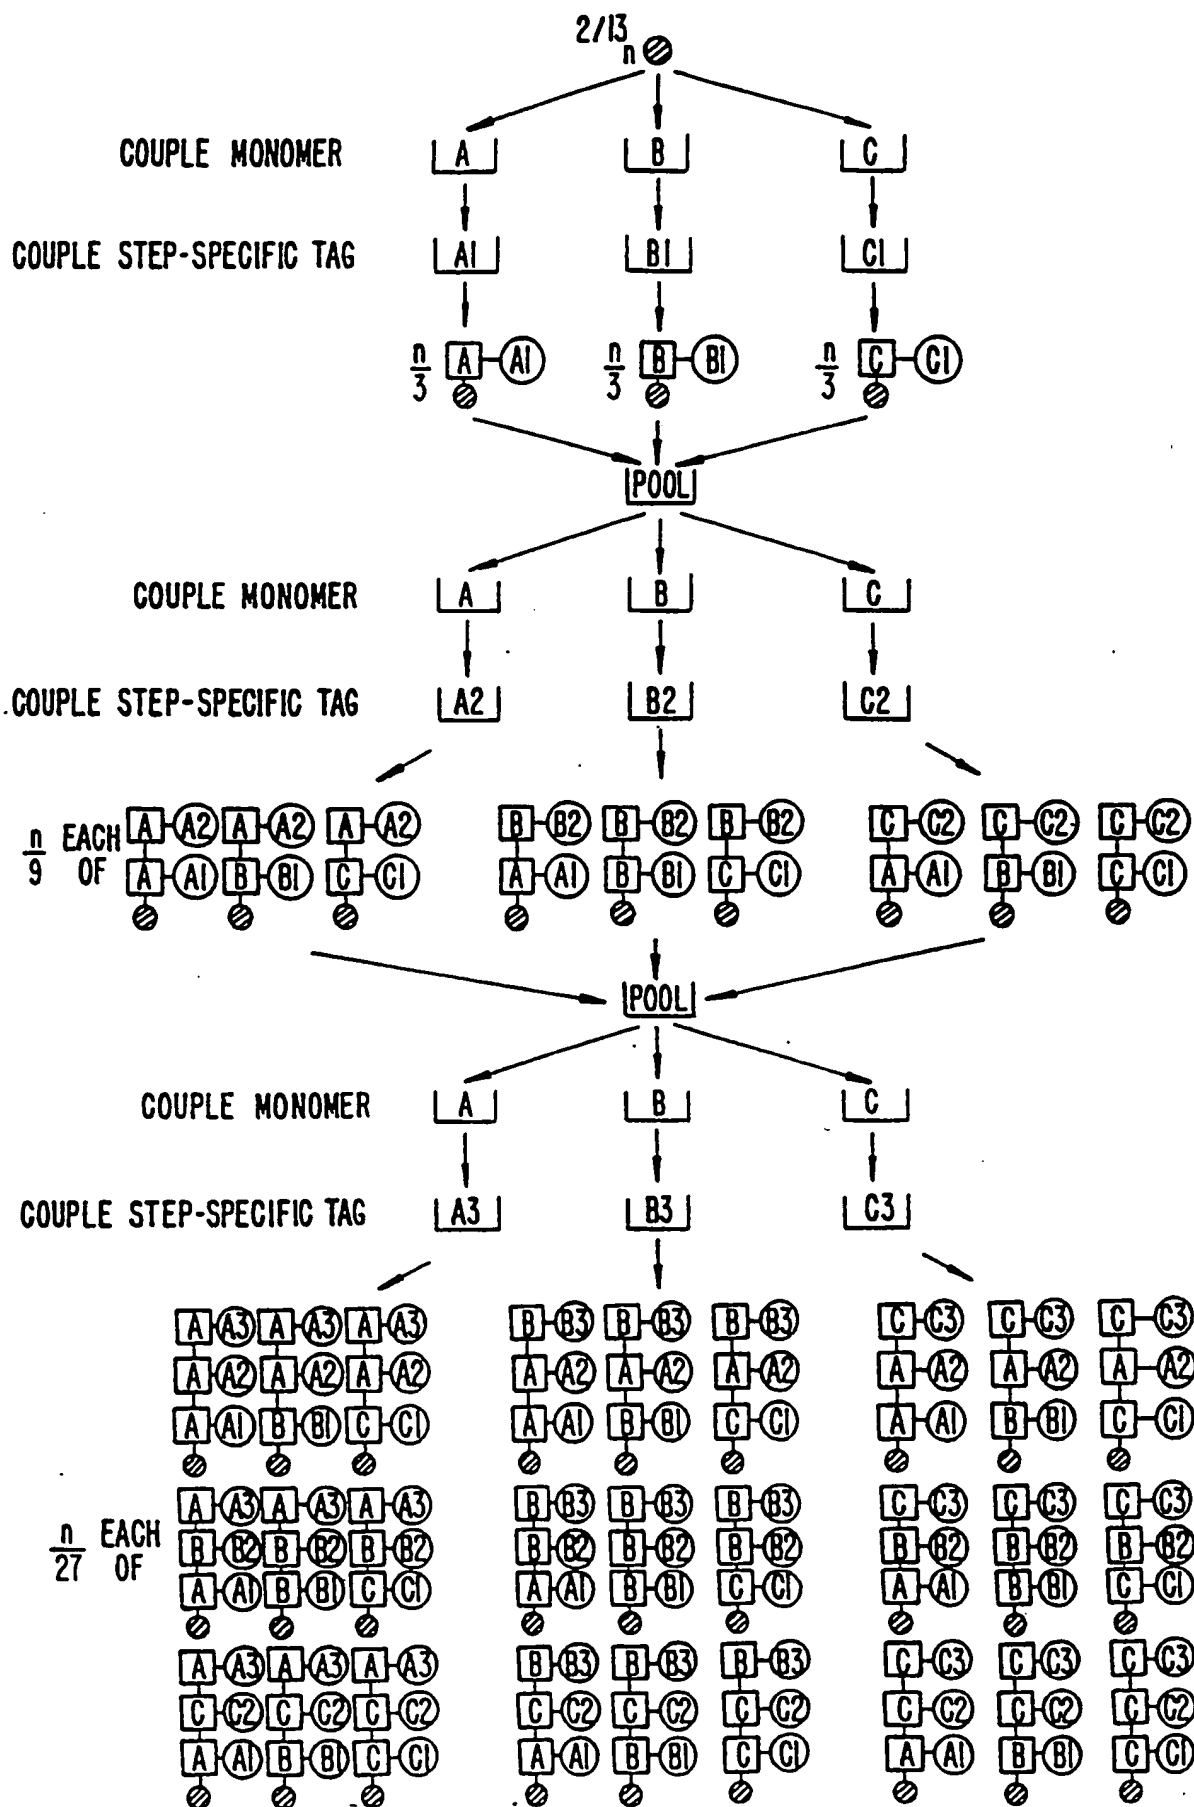 2/13
n
COUPLE MONOMER A B C
COUPLE STEP-SPECIFIC TAG A1 B1 C1
n/3 A A1 n/3 B B1 n/3 C C1
POOL
COUPLE MONOMER A B C
COUPLE STEP-SPECIFIC TAG A2 B2 C2
n/9 EACH OF
A A2 A A2 A A2 B B2 B B2 B B2 C C2 C C2 C C2
A A1 B B1 C C1 A A1 B B1 C C1 A A1 B B1 C C1
POOL
COUPLE MONOMER A B C
COUPLE STEP-SPECIFIC TAG A3 B3 C3
A A3 A A3 A A3 B B3 B B3 B B3 C C3 C C3 C C3
A A2 A A2 A A2 A A2 A A2 A A2 A A2 A A2 A A2
A A1 B B1 C C1 A A1 B B1 C C1 A A1 B B1 C C1
n/27 EACH OF
A A3 A A3 A A3 B B3 B B3 B B3 C C3 C C3 C C3
B B2 B B2 B B2 B B2 B B2 B B2 B B2 B B2 B B2
A A1 B B1 C C1 A A1 B B1 C C1 A A1 B B1 C C1
A A3 A A3 A A3 B B3 B B3 B B3 C C3 C C3 C C3
C C2 C C2 C C2 C C2 C C2 C C2 C C2 C C2 C C2
A A1 B B1 C C1 A A1 B B1 C C1 A A1 B B1 C C1